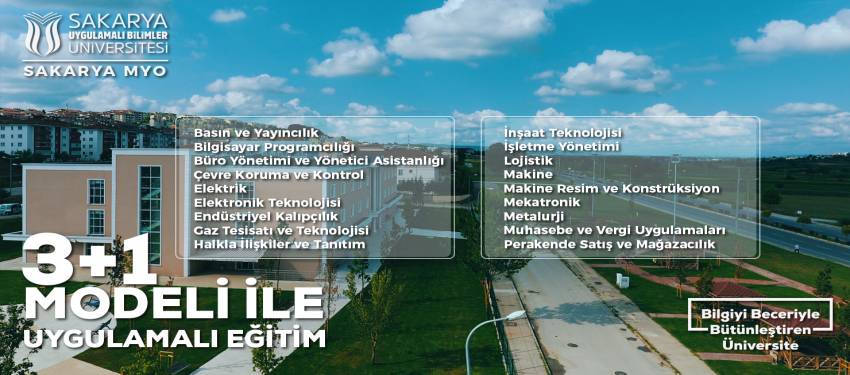 SAKARYA
UYGULAMALI BİLİMLER
ÜNİVERSİTESİ
SAKARYA MYO
Basın ve Yayıncılık
Bilgisayar Programcılığı
Büro Yönetimi ve Yönetici Asistanlığı
Çevre Koruma ve Kontrol
Elektrik
Elektronik Teknolojisi
Endüstriyel Kalıpçılık
Gaz Tesisatı ve Teknolojisi
Halkla İlişkiler ve Tanıtım
İnşaat Teknolojisi
İşletme Yönetimi
Lojistik
Makine
Makine Resim ve Konstrüksiyon
Mekatronik
Metalurji
Muhasebe ve Vergi Uygulamaları
Perakende Satış ve Mağazacılık
3+1
MODELİ İLE
UYGULAMALI EĞİTİM
Bilgiyi Beceriyle
Bütünleştiren
Üniversite